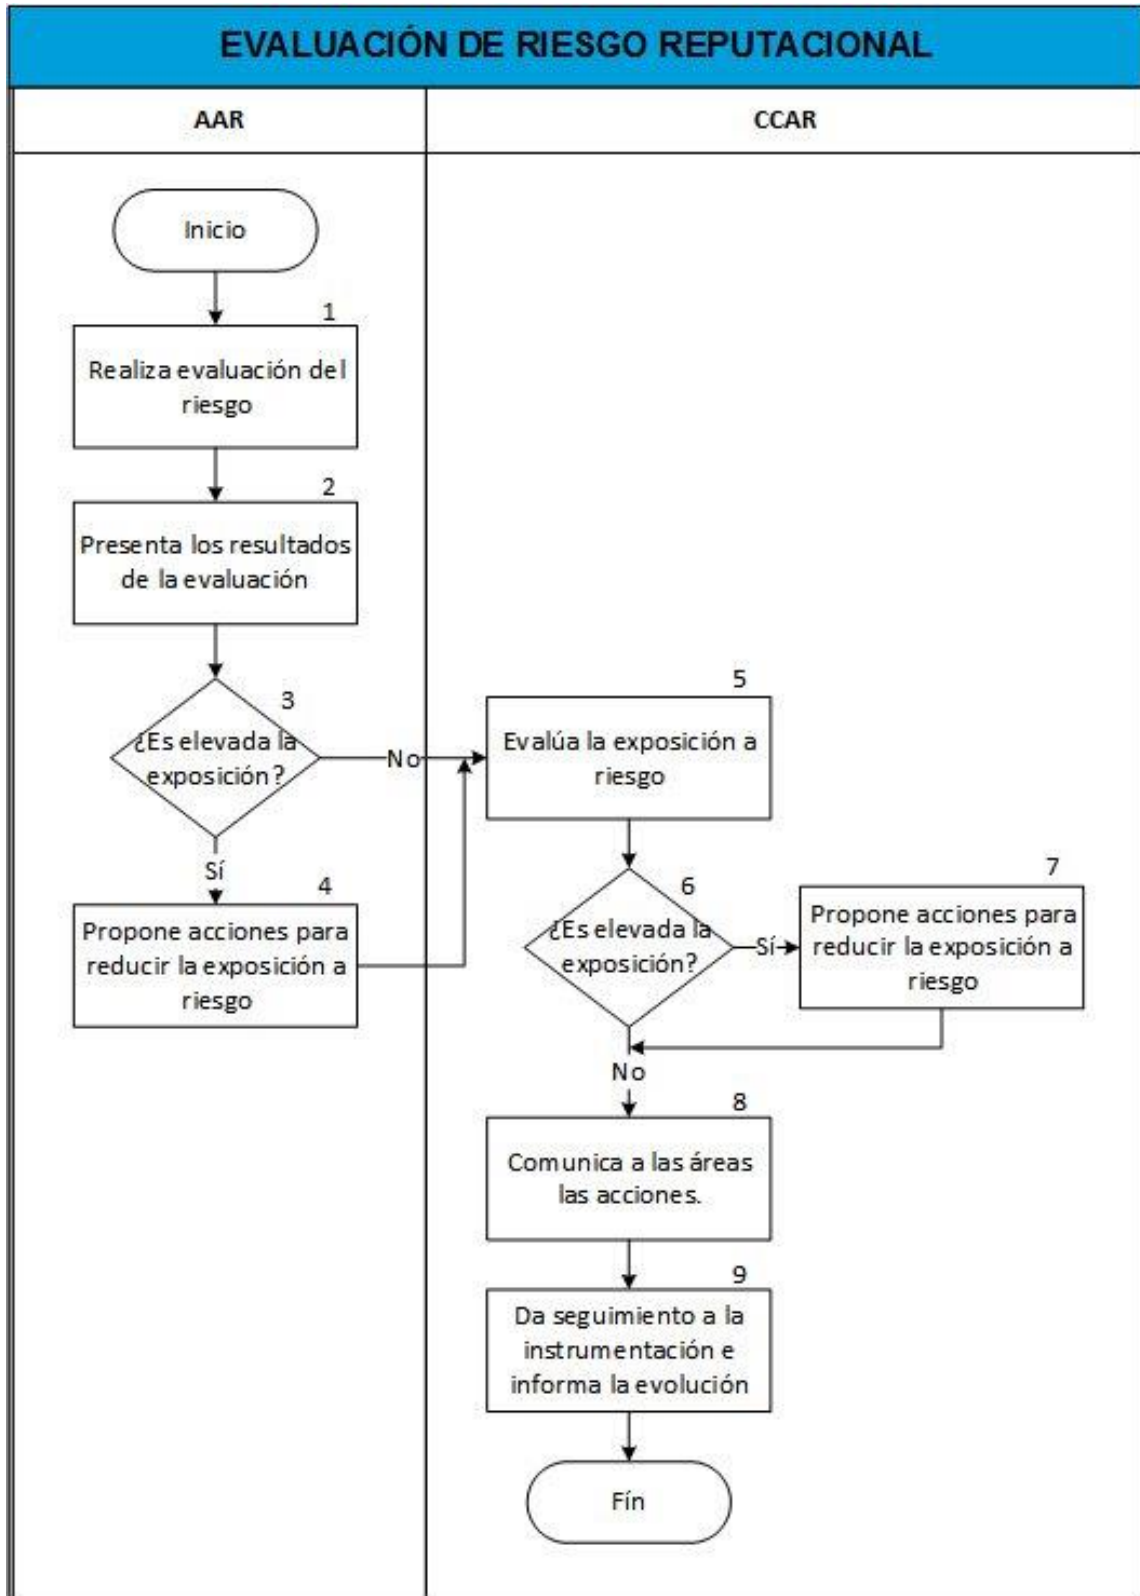 EVALUACIÓN DE RIESGO REPUTACIONAL
AAR
CCAR
Inicio
1
Realiza evaluación del
riesgo
2
Presenta los resultados
de la evaluación
3
¿Es elevada la
exposición?
No
Sí
4
Propone acciones para
reducir la exposición a
riesgo
5
Evalúa la exposición a
riesgo
6
¿Es elevada la
exposición?
Sí
7
Propone acciones para
reducir la exposición a
riesgo
No
8
Comunica a las áreas
las acciones.
9
Da seguimiento a la
instrumentación e
informa la evolución
Fín